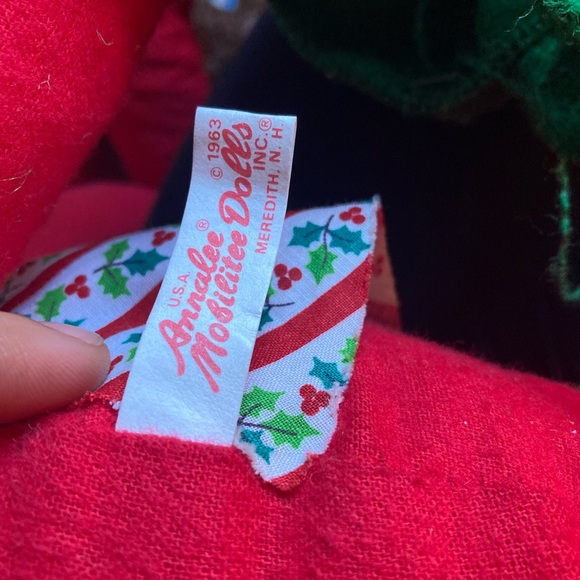 U.S.A. © 1963
Annalee®
Mobilitee Dolls
INC.®
MEREDITH, N. H.